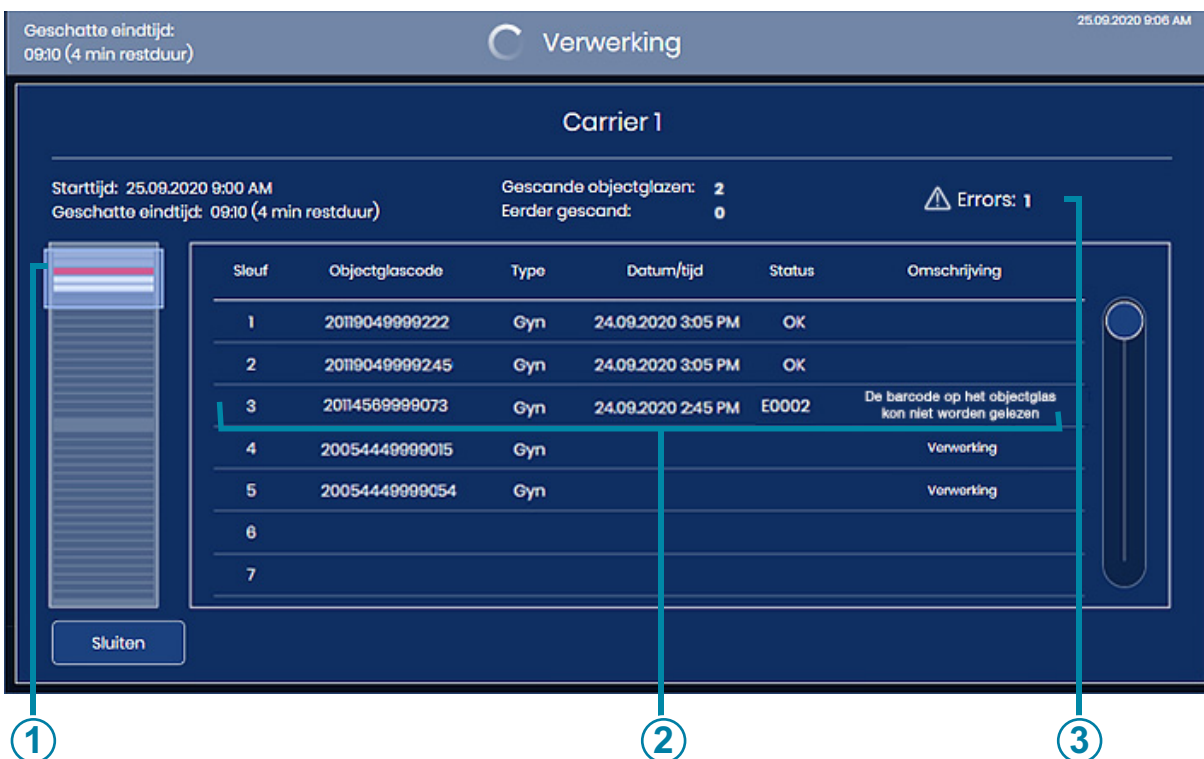 Geschatte eindtijd:
09:10 (4 min restduur)
Verwerking
25.09.2020 9:06 AM
Carrier 1
Starttijd: 25.09.2020 9:00 AM
Geschatte eindtijd: 09:10 (4 min restduur)
Gescande objectglazen: 2
Eerder gescand: 0
Errors: 1
Sleuf Objectglascode Type Datum/tijd Status Omschrijving
1 20119049999222 Gyn 24.09.2020 3:05 PM OK
2 20119049999245 Gyn 24.09.2020 3:05 PM OK
3 20114569999073 Gyn 24.09.2020 2:45 PM E0002 De barcode op het objectglas
kon niet worden gelezen
4 20054449999015 Gyn Verwerking
5 20054449999054 Gyn Verwerking
6
7
Sluiten
1 2 3